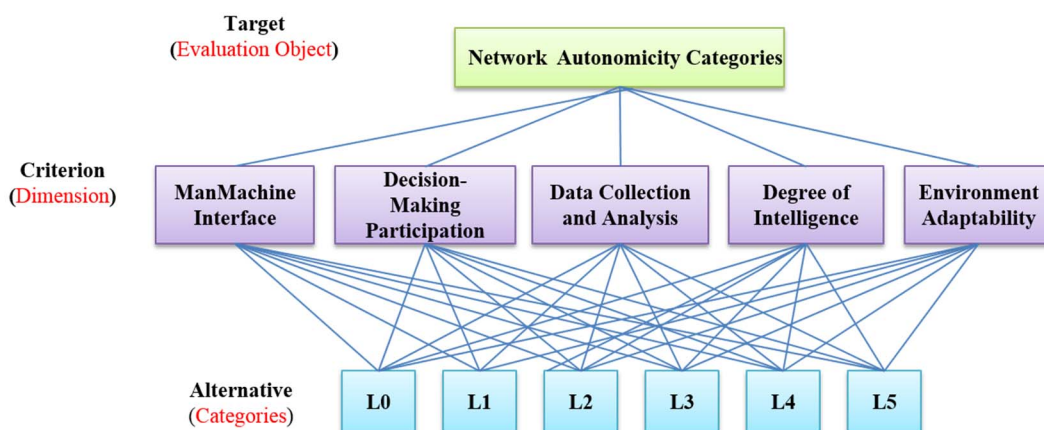 Target
(Evaluation Object)
Network Autonomicity Categories
Criterion
(Dimension)
ManMachine
Interface
Decision-
Making
Participation
Data Collection
and Analysis
Degree of
Intelligence
Environment
Adaptability
Alternative
(Categories)
L0
L1
L2
L3
L4
L5